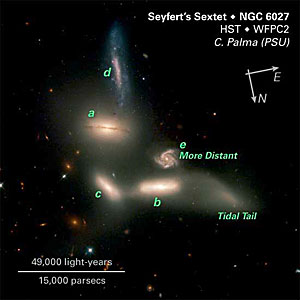 Seyfert's Sextet ♦ NGC 6027
HST ♦ WFPC2
C. Palma (PSU)
E
N
d
a
e
More Distant
c
b
Tidal Tail
49,000 light-years
15,000 parsecs